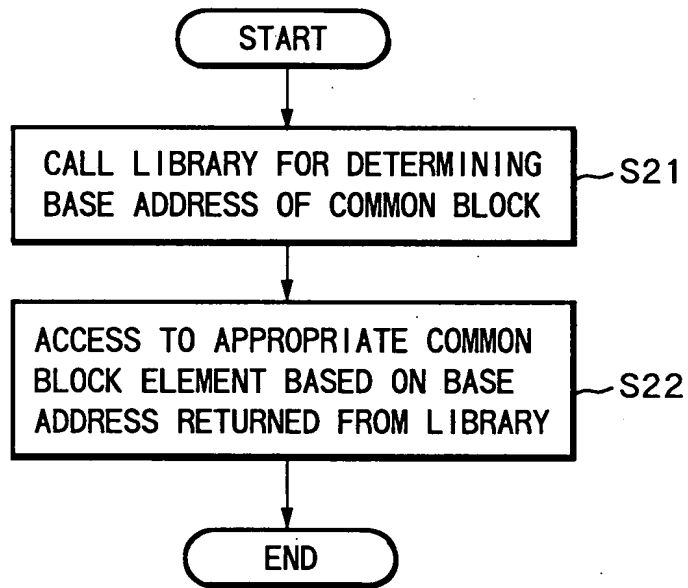 START
CALL LIBRARY FOR DETERMINING
BASE ADDRESS OF COMMON BLOCK
S21
ACCESS TO APPROPRIATE COMMON
BLOCK ELEMENT BASED ON BASE
ADDRESS RETURNED FROM LIBRARY
S22
END